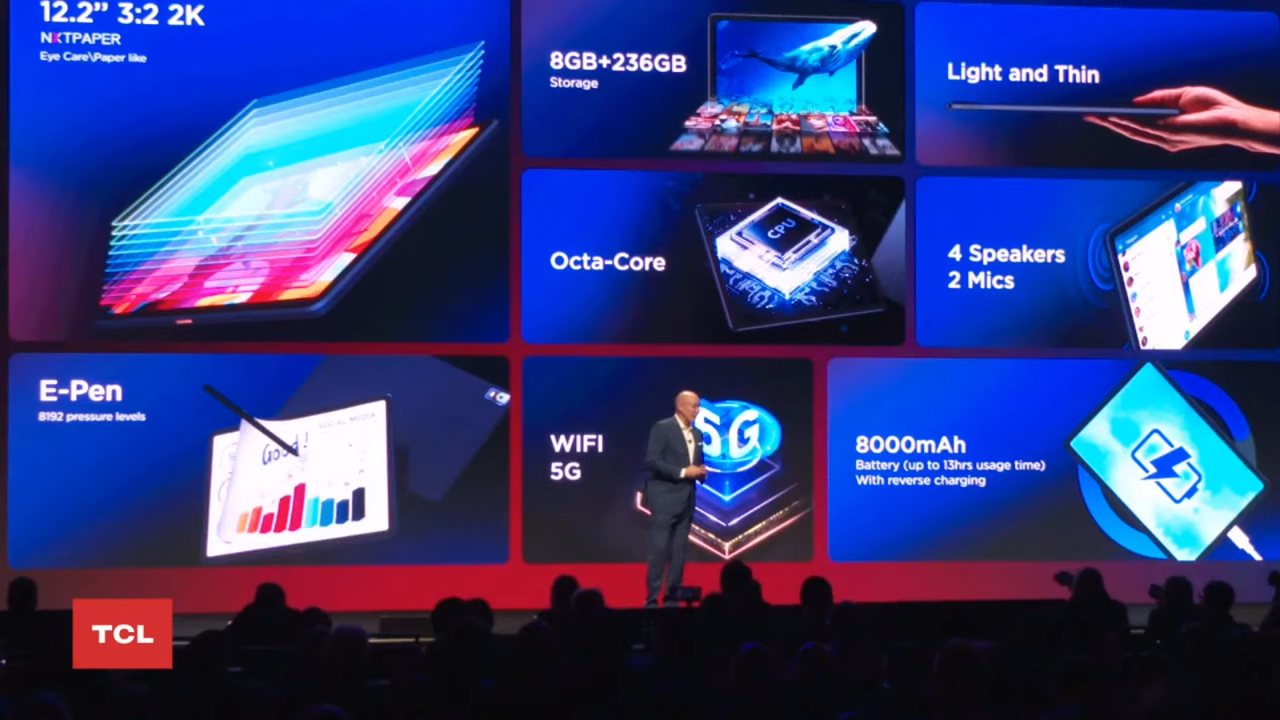 12.2” 3:2 2K
NXTPAPER
Eye Care\Paper like
8GB+236GB
Storage
Light and Thin
Octa-Core
CPU
4 Speakers
2 Mics
E-Pen
8192 pressure levels
SOCIAL MEDIA
Good!
WIFI
5G
5G
8000mAh
Battery (up to 13hrs usage time)
With reverse charging
TCL